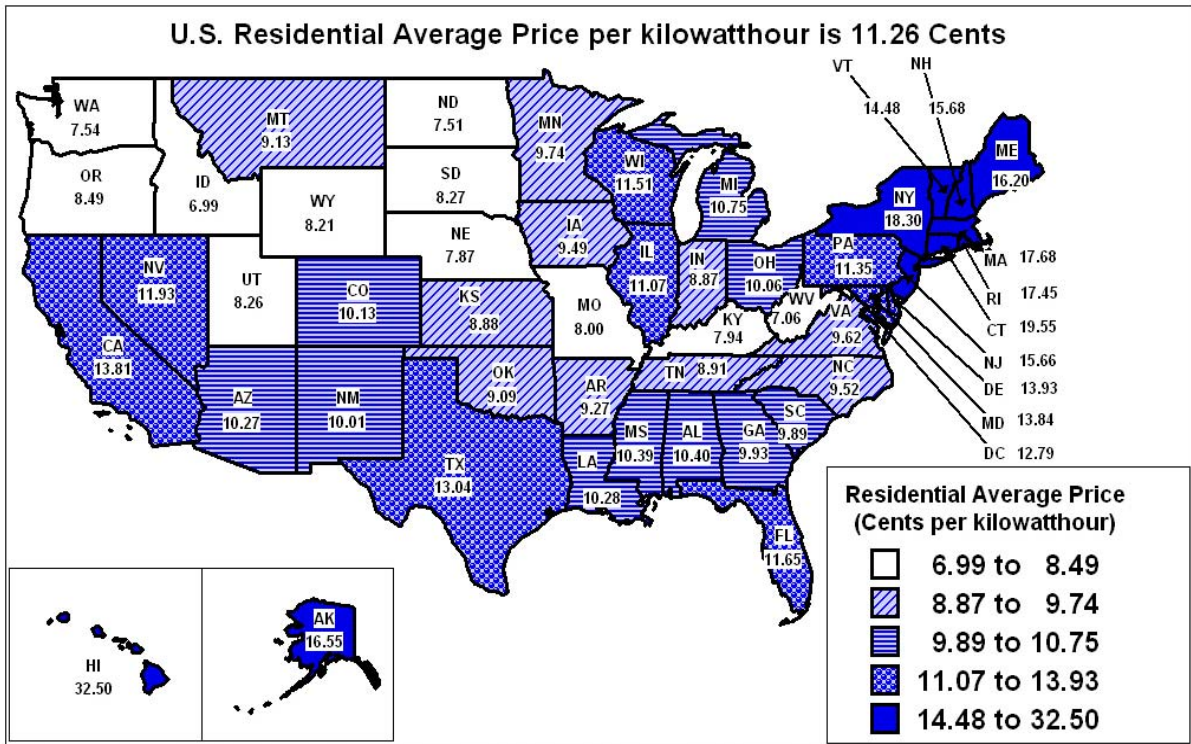 U.S. Residential Average Price per kilowatthour is 11.26 Cents
VT
14.48
NH
15.68
WA
7.54
MT
9.13
ND
7.51
MN
9.74
ME
16.20
OR
8.49
ID
6.99
WY
8.21
SD
8.27
WI
11.51
MI
10.75
NY
18.30
NE
7.87
IA
9.49
NV
11.93
UT
8.26
CO
10.13
KS
8.88
MO
8.00
IL
11.07
IN
8.87
OH
10.06
PA
11.35
WV
7.06
KY
7.94
VA
9.62
MA 17.68
RI 17.45
CT 19.55
NJ 15.66
DE 13.93
MD 13.84
DC 12.79
CA
13.81
AZ
10.27
NM
10.01
OK
9.09
AR
9.27
TN 8.91
NC
9.52
SC
9.89
MS
10.39
AL
10.40
GA
9.93
TX
13.04
LA
10.28
FL
11.65
HI
32.50
AK
16.55
Residential Average Price
(Cents per kilowatthour)
6.99 to 8.49
8.87 to 9.74
9.89 to 10.75
11.07 to 13.93
14.48 to 32.50